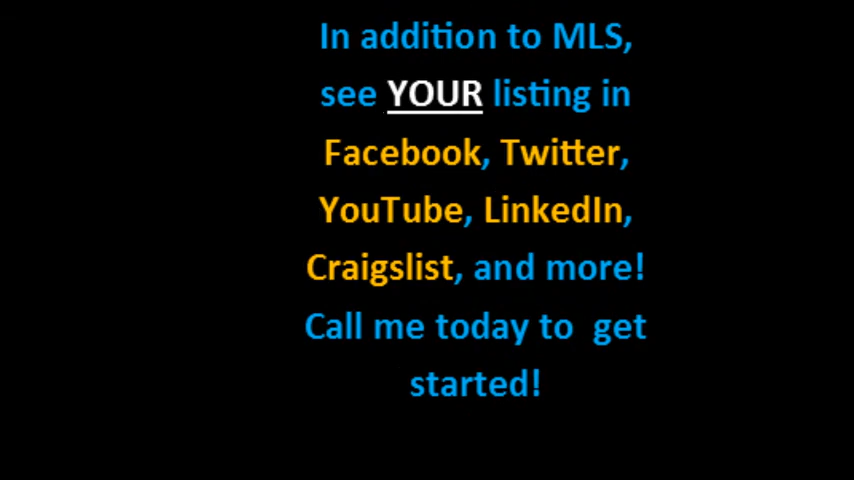 In addition to MLS,
see YOUR listing in
Facebook, Twitter,
YouTube, LinkedIn,
Craigslist, and more!
Call me today to  get
started!